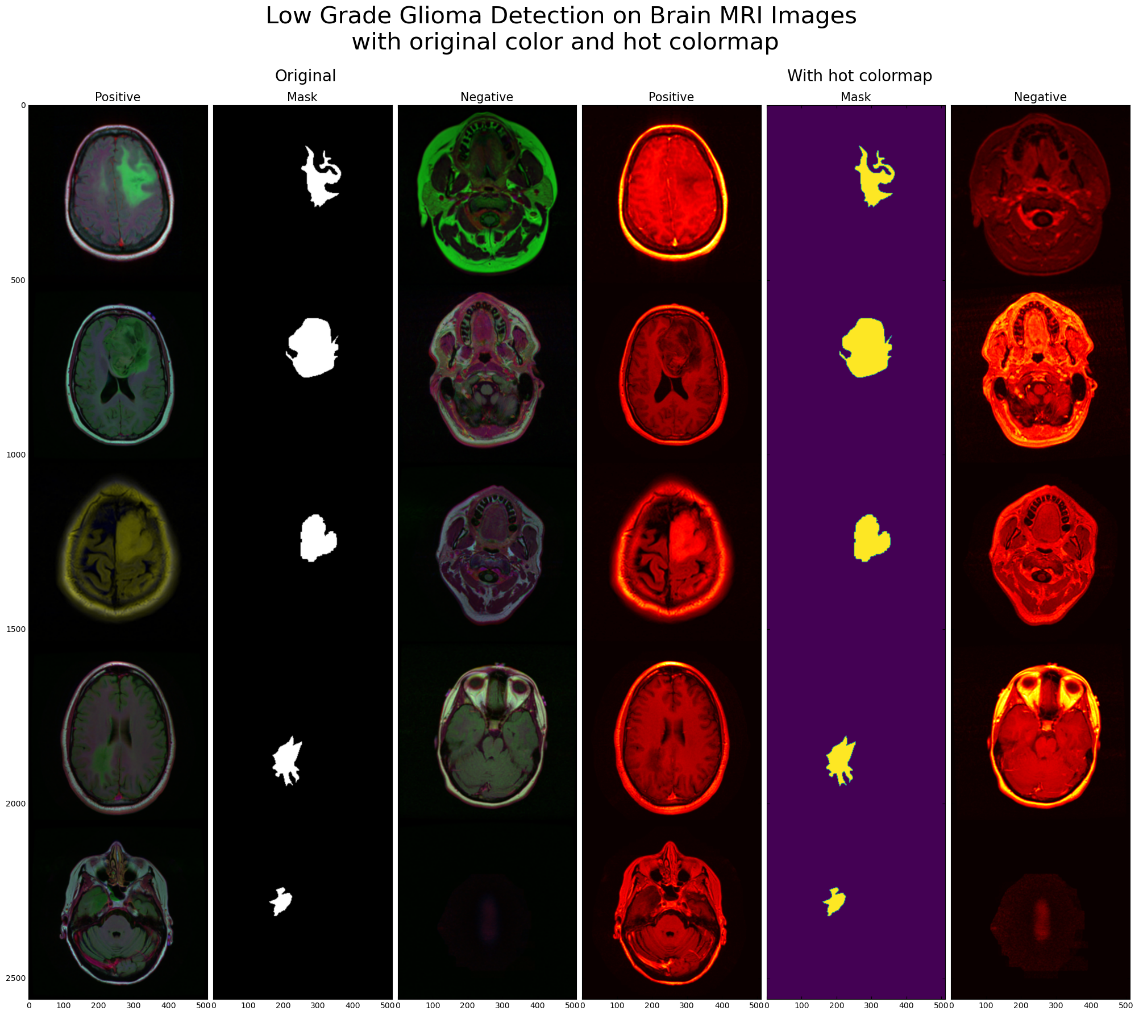 Low Grade Glioma Detection on Brain MRI Images
with original color and hot colormap
Original
With hot colormap
Positive
Mask
Negative
Positive
Mask
Negative
0
500
1000
1500
2000
2500
0 100 200 300 400 500
0 100 200 300 400 500
0 100 200 300 400 500
0 100 200 300 400 500
0 100 200 300 400 500
0 100 200 300 400 500